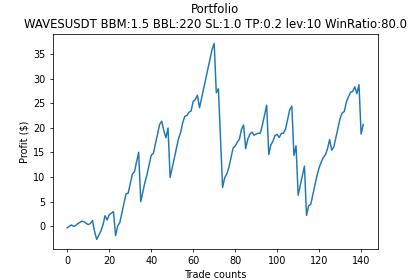 Portfolio
WAVESUSDT BBM:1.5 BBL:220 SL:1.0 TP:0.2 lev:10 WinRatio:80.0
35
30
25
20
15
10
5
0
Profit ($)
0 20 40 60 80 100 120 140
Trade counts